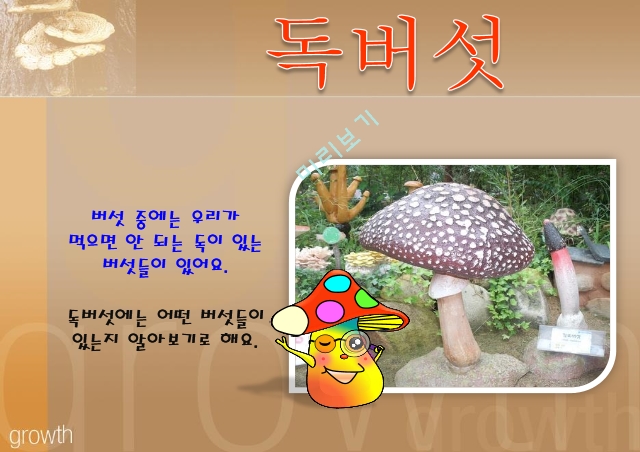 독버섯
미리보기
버섯 중에는 우리가
먹으면 안 되는 독이 있는
버섯들이 있어요.
독버섯에는 어떤 버섯들이
있는지 알아보기로 해요.
growth
growth
growth